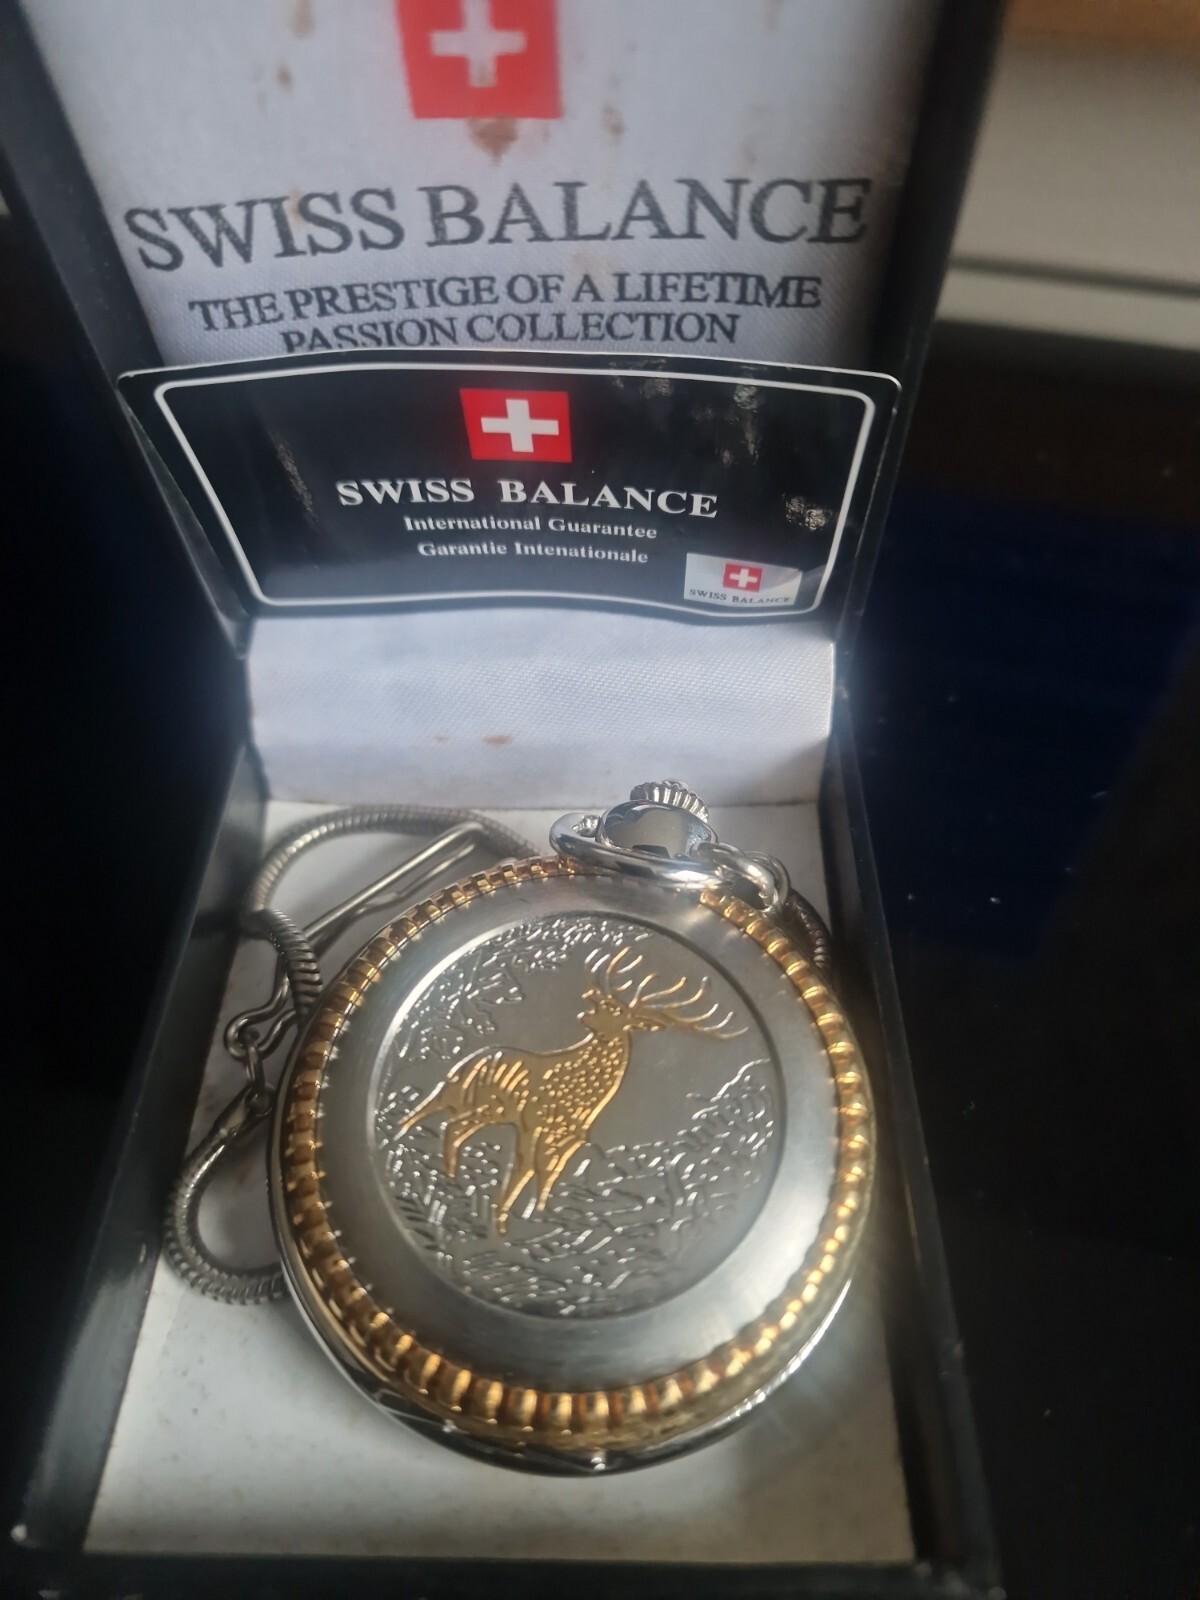 SWISS BALANCE
THE PRESTIGE OF A LIFETIME
PASSION COLLECTION
SWISS BALANCE
International Guarantee
Garantie Intenationale
SWISS BALANCE